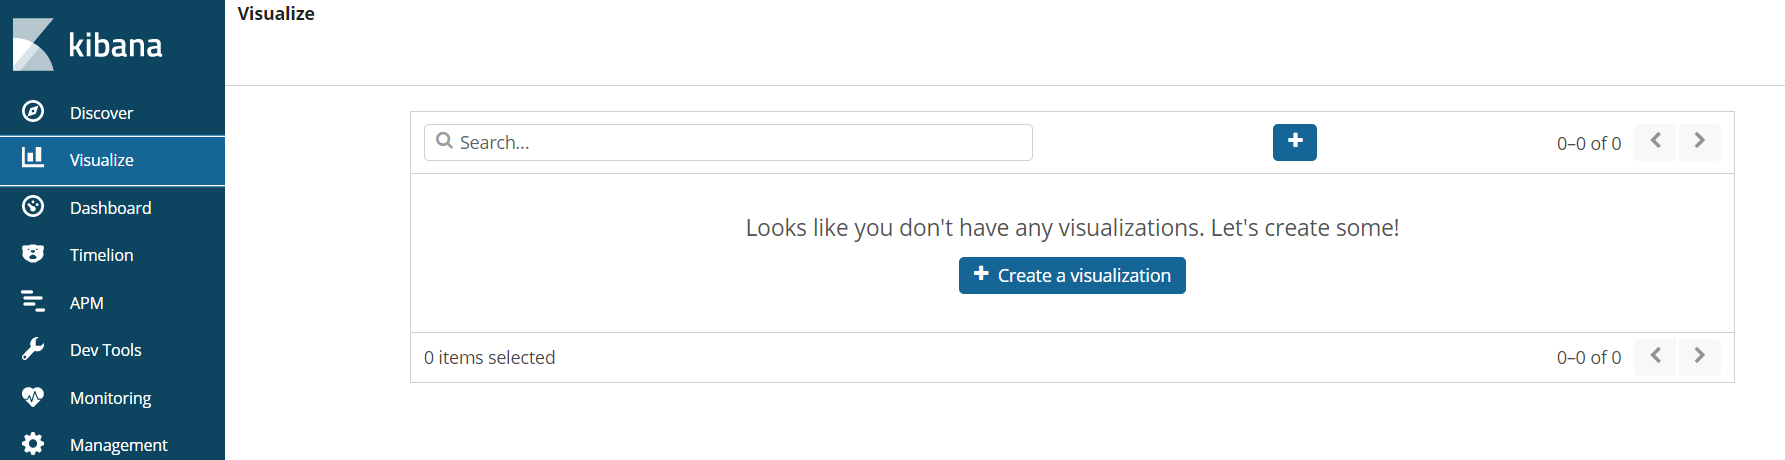 kibana
Discover
Visualize
Dashboard
Timelion
APM
Dev Tools
Monitoring
Management
Visualize
Search...
0–0 of 0
Looks like you don't have any visualizations. Let's create some!
Create a visualization
0 items selected
0–0 of 0